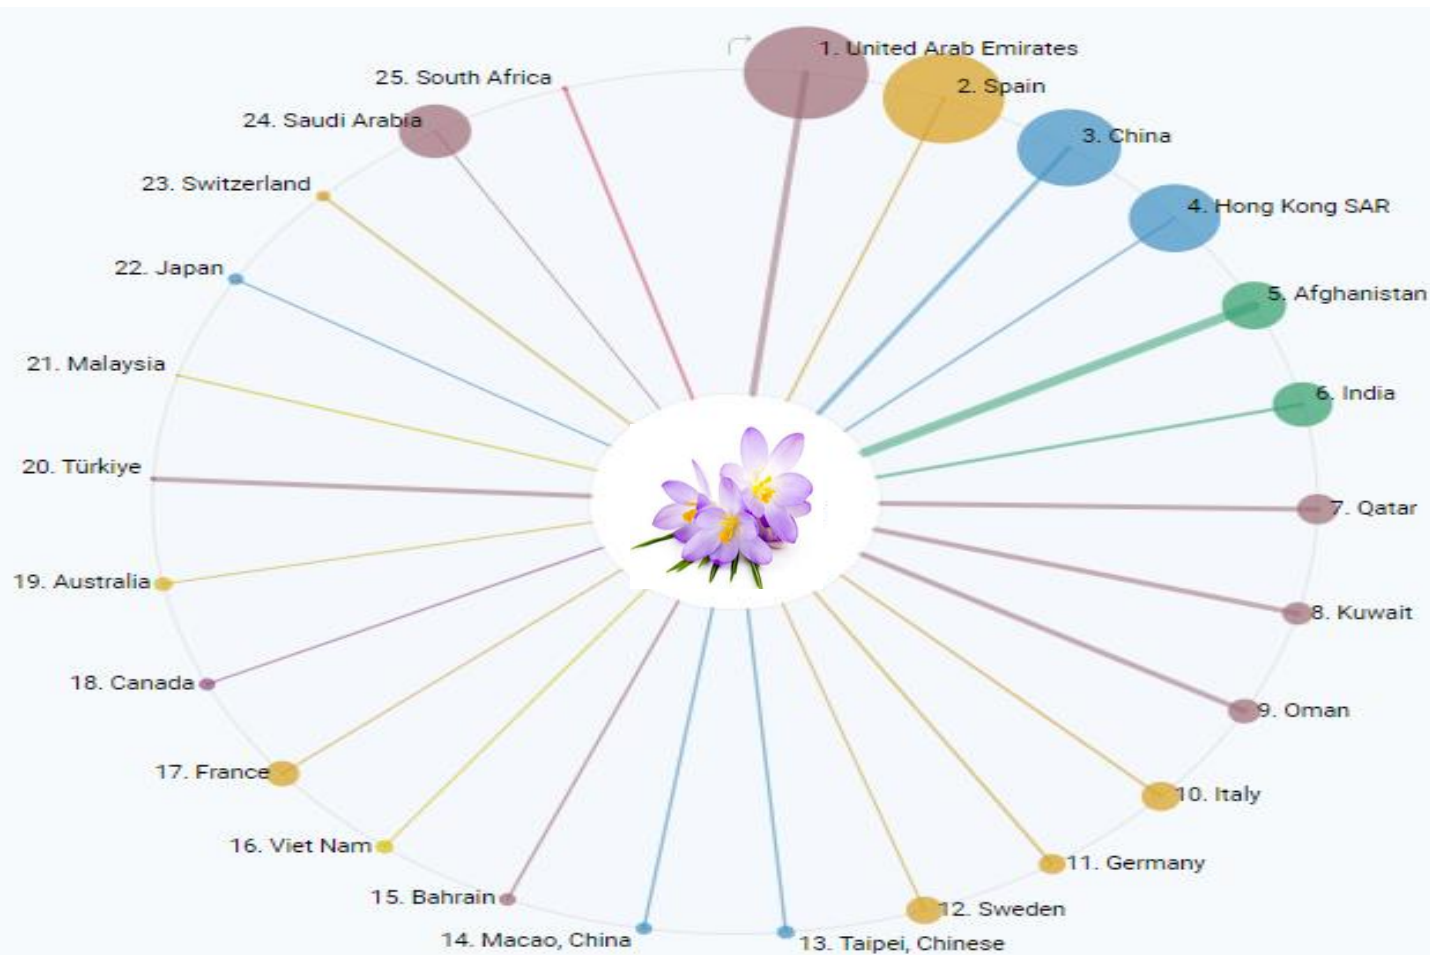 1. United Arab Emirates
2. Spain
3. China
4. Hong Kong SAR
5. Afghanistan
6. India
7. Qatar
8. Kuwait
9. Oman
10. Italy
11. Germany
12. Sweden
13. Taipei, Chinese
14. Macao, China
15. Bahrain
16. Viet Nam
17. France
18. Canada
19. Australia
20. Türkiye
21. Malaysia
22. Japan
23. Switzerland
24. Saudi Arabia
25. South Africa